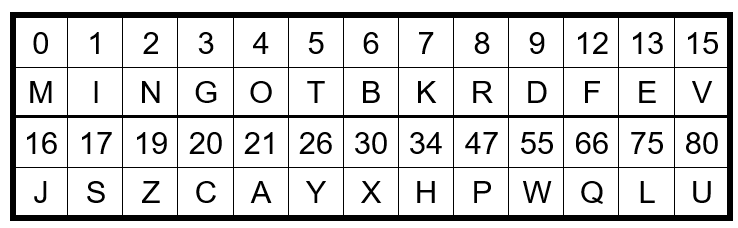 0 1 2 3 4 5 6 7 8 9 12 13 15
M I N G O T B K R D F E V
16 17 19 20 21 26 30 34 47 55 66 75 80
J S Z C A Y X H P W Q L U